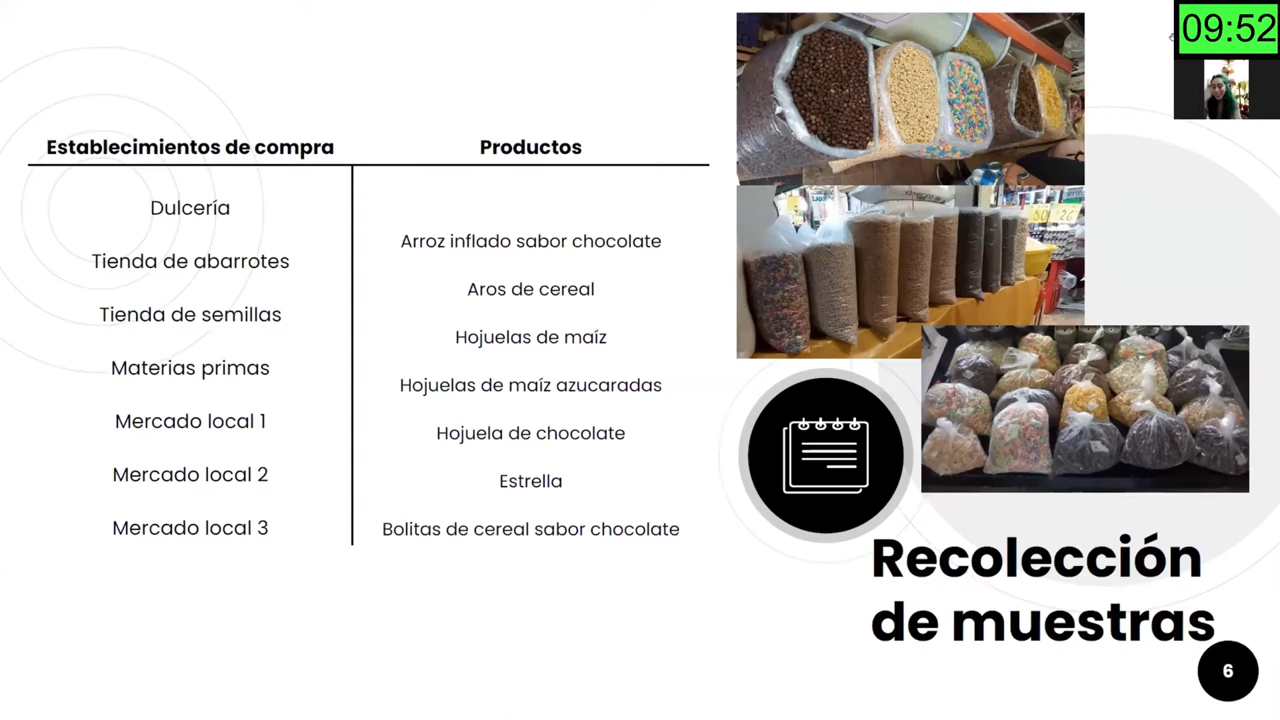 09:52
Establecimientos de compra
Productos
Dulcería
Tienda de abarrotes
Tienda de semillas
Materias primas
Mercado local 1
Mercado local 2
Mercado local 3
Arroz inflado sabor chocolate
Aros de cereal
Hojuelas de maíz
Hojuelas de maíz azucaradas
Hojuela de chocolate
Estrella
Bolitas de cereal sabor chocolate
Recolección
de muestras
6